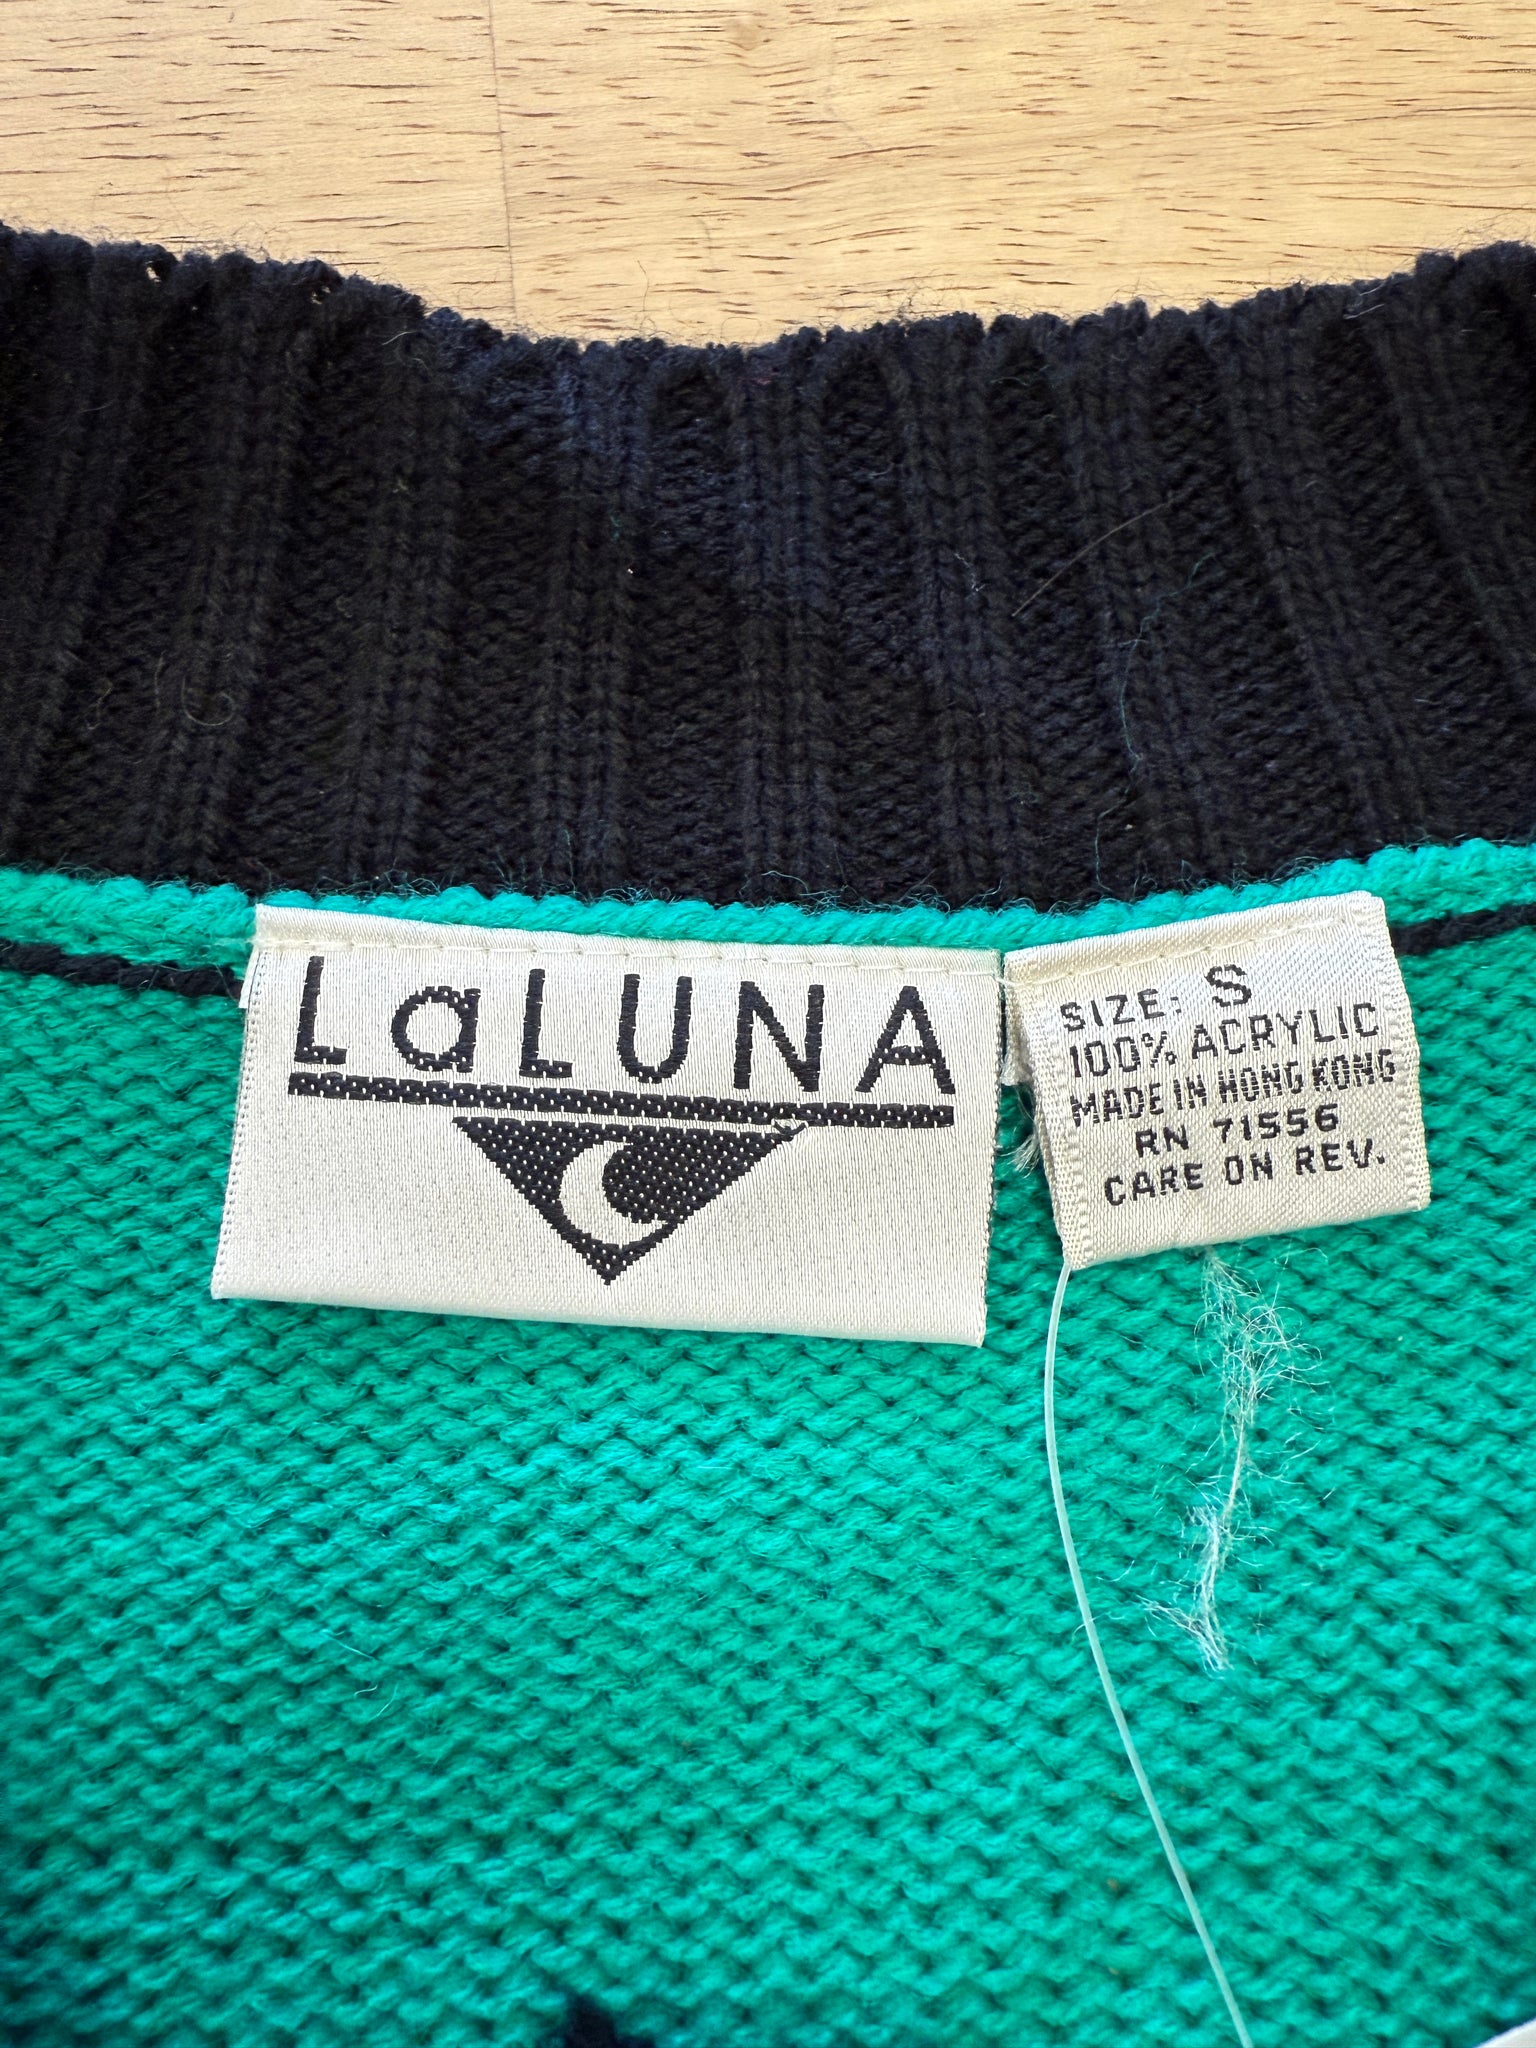 LaLUNA
SIZE: S
100% ACRYLIC
MADE IN HONG KONG
RN 71556
CARE ON REV.